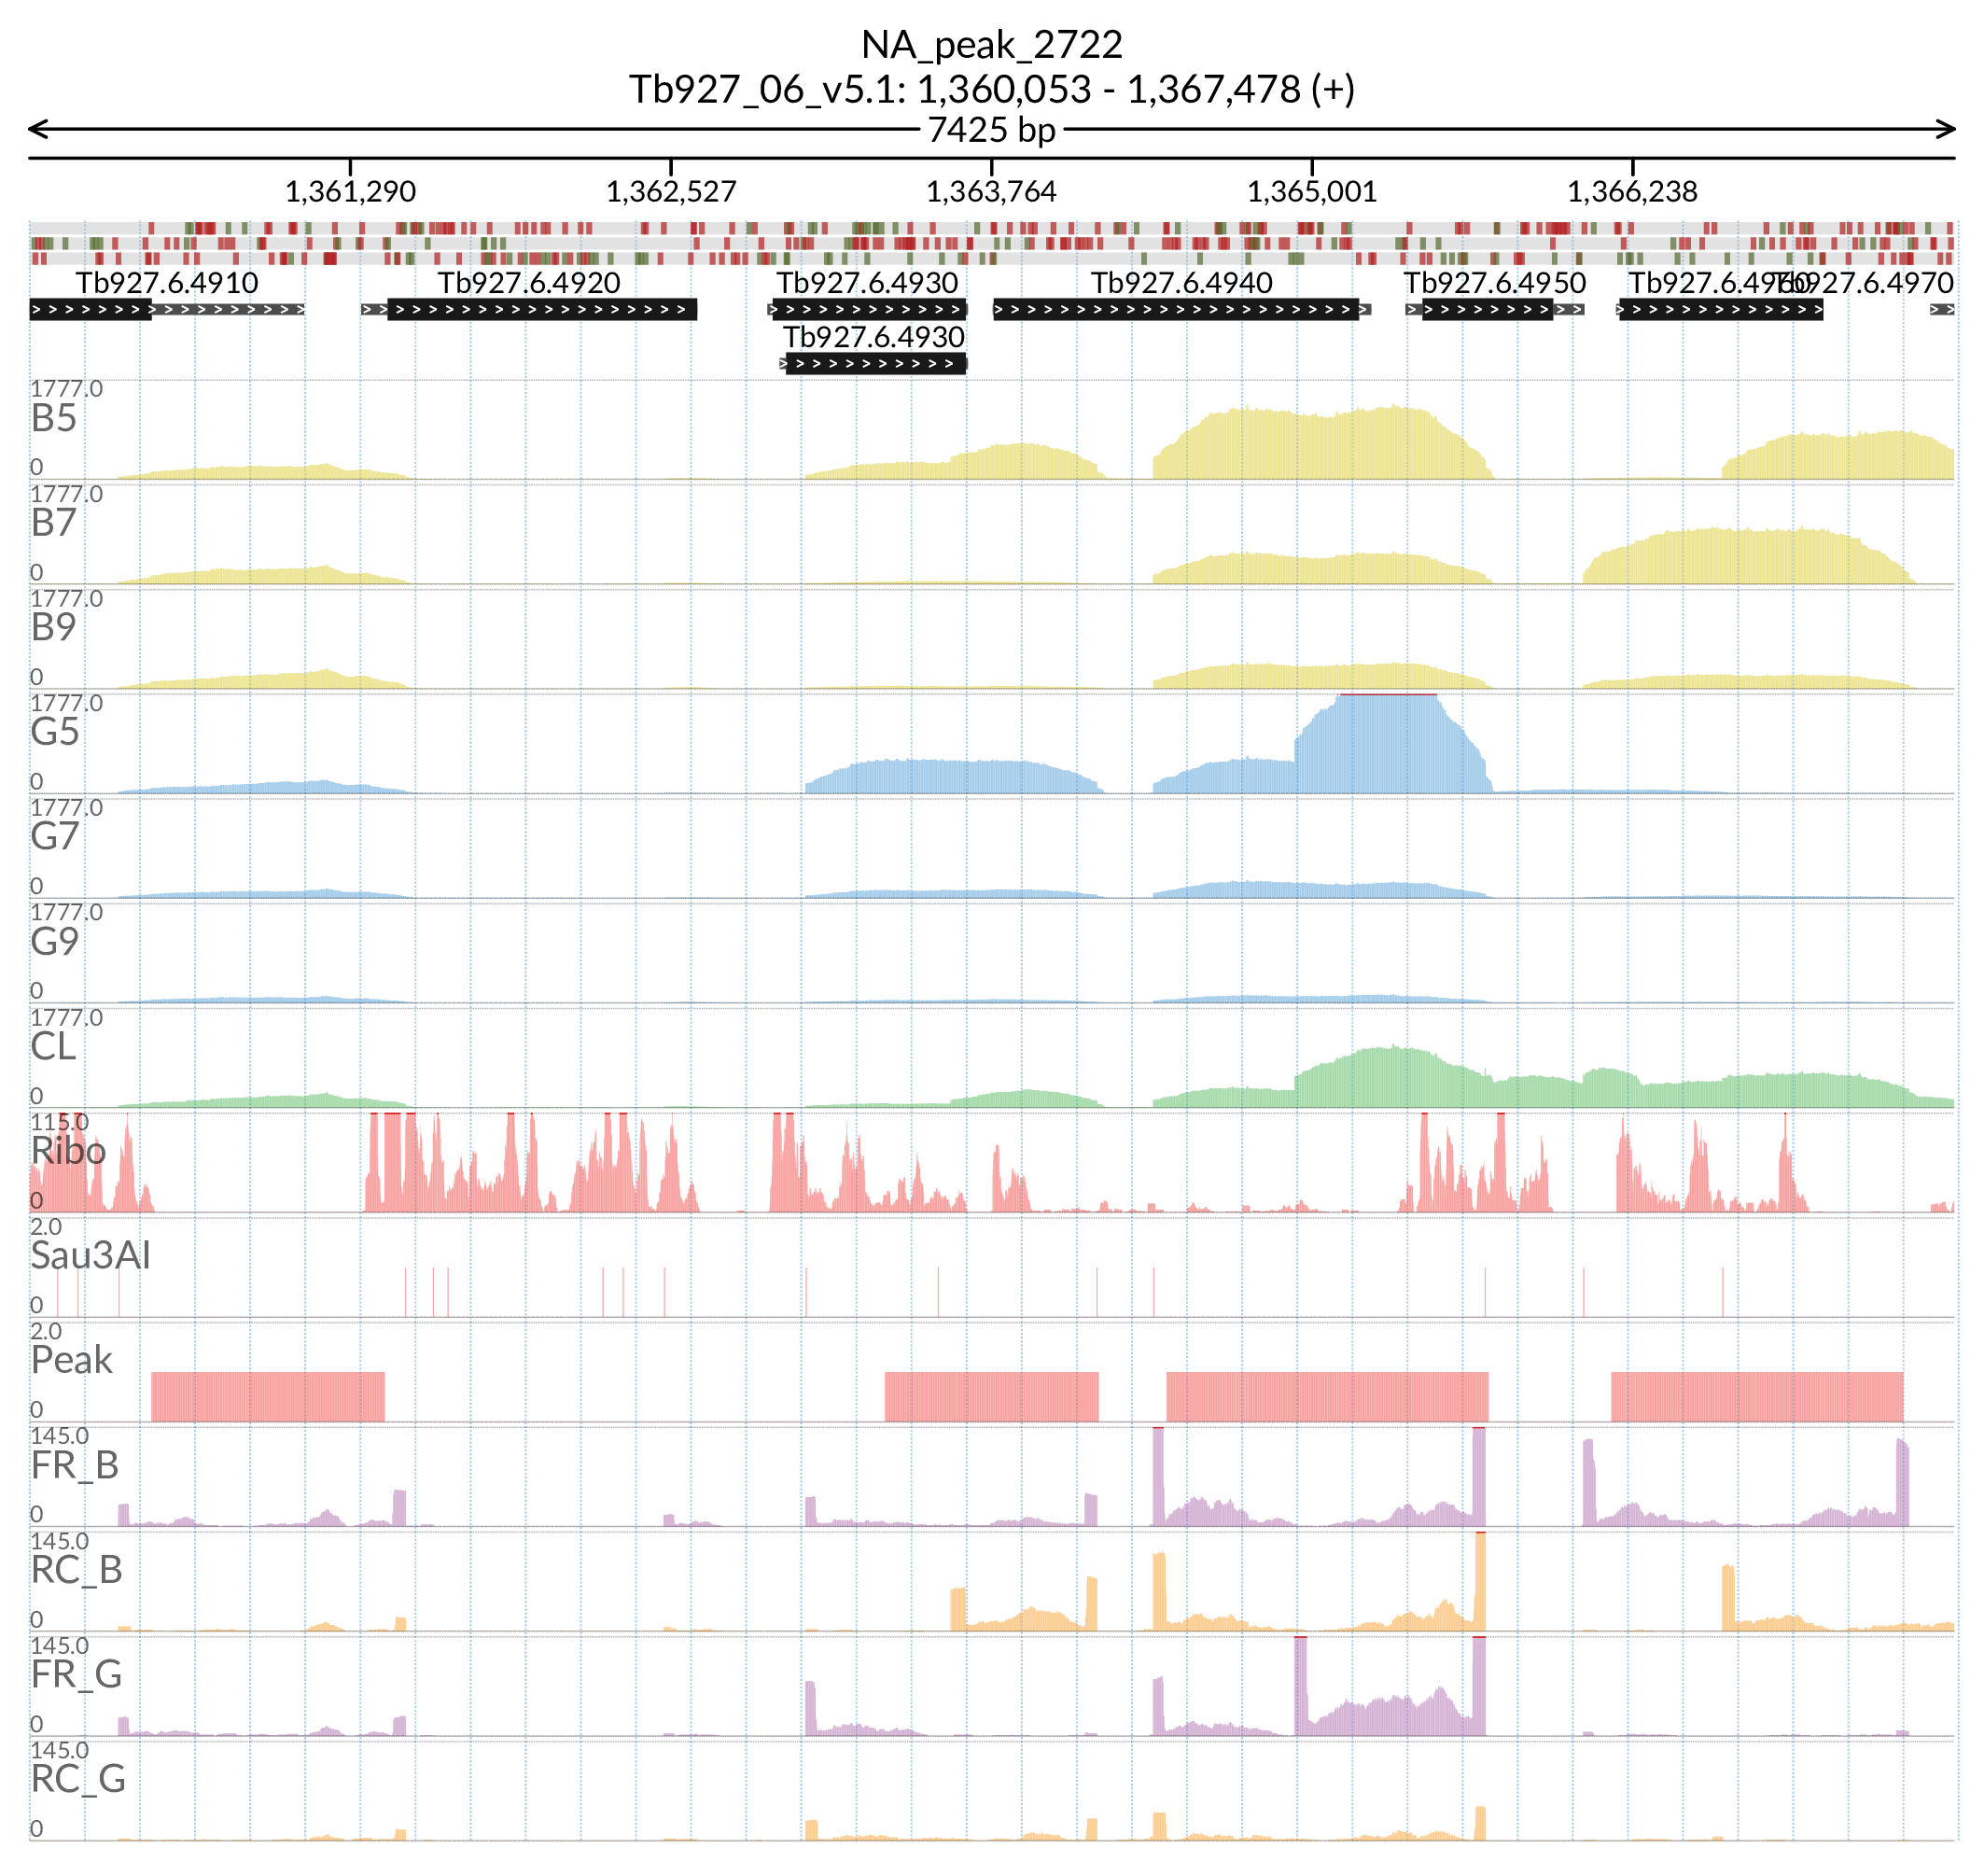 NA_peak_2722
Tb927_06_v5.1: 1,360,053 - 1,367,478 (+)
7425 bp
1,361,290 1,362,527 1,363,764 1,365,001 1,366,238
Tb927.6.4910 Tb927.6.4920 Tb927.6.4930 Tb927.6.4940 Tb927.6.4950 Tb927.6.4960 Tb927.6.4970
Tb927.6.4930
1777.0
B5
0
1777.0
B7
0
1777.0
B9
0
1777.0
G5
0
1777.0
G7
0
1777.0
G9
0
1777.0
CL
0
115.0
Ribo
0
2.0
Sau3AI
0
2.0
Peak
0
145.0
FR_B
0
145.0
RC_B
0
145.0
FR_G
0
145.0
RC_G
0